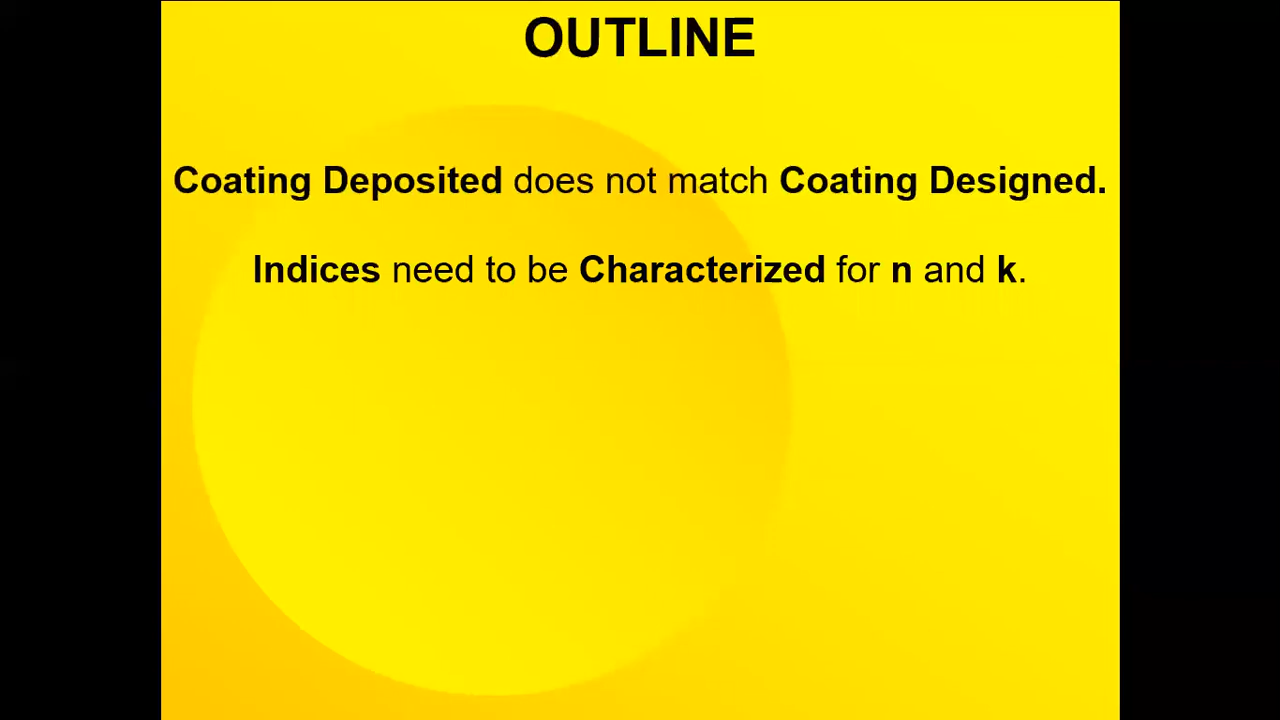 OUTLINE
Coating Deposited does not match Coating Designed.
Indices need to be Characterized for n and k.